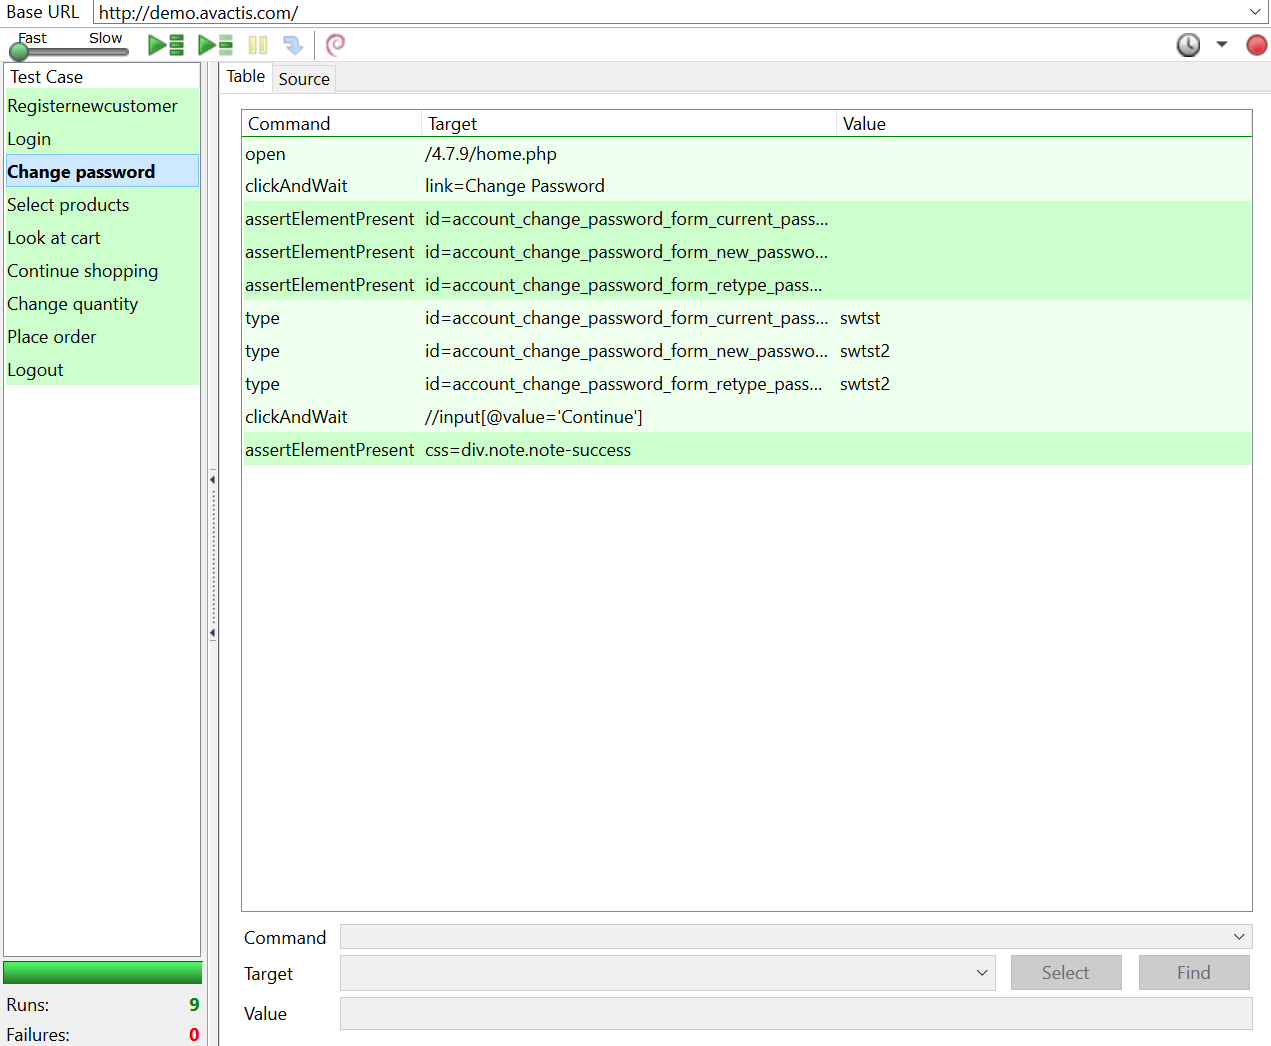 Base URL http://demo.avactis.com/
Fast Slow
Test Case
Registernewcustomer
Login
Change password
Select products
Look at cart
Continue shopping
Change quantity
Place order
Logout
Runs: 9
Failures: 0
Table Source
Command Target Value
open /4.7.9/home.php
clickAndWait link=Change Password
assertElementPresent id=account_change_password_form_current_pass...
assertElementPresent id=account_change_password_form_new_passwo...
assertElementPresent id=account_change_password_form_retype_pass...
type id=account_change_password_form_current_pass... swtst
type id=account_change_password_form_new_passwo... swtst2
type id=account_change_password_form_retype_pass... swtst2
clickAndWait //input[@value='Continue']
assertElementPresent css=div.note.note-success
Command
Target Select Find
Value